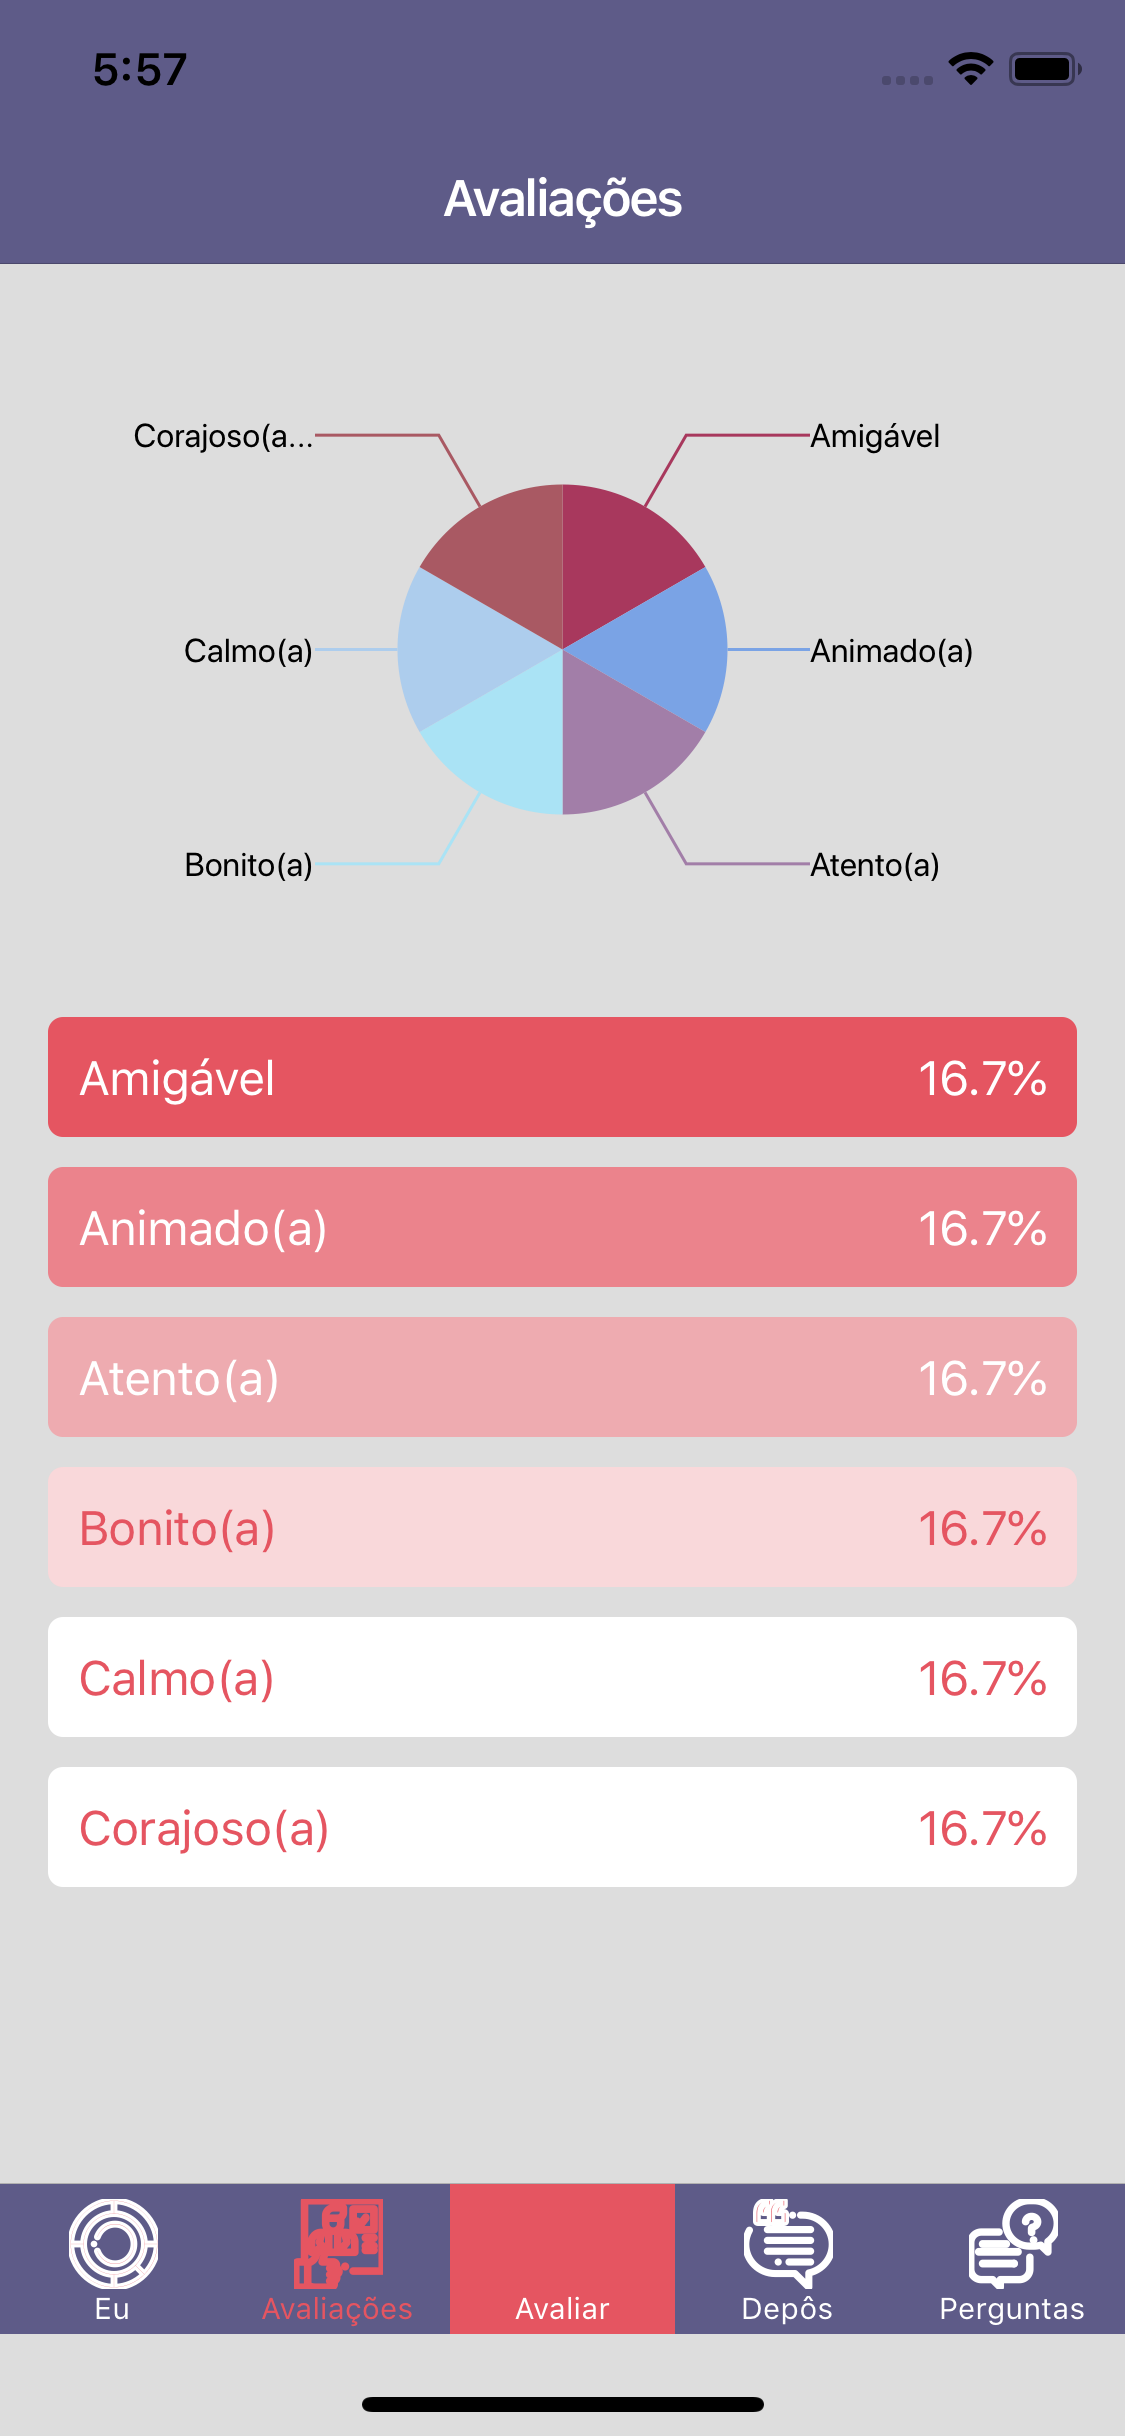 5:57
Avaliações
Corajoso(a...
Amigável
Calmo(a)
Animado(a)
Bonito(a)
Atento(a)
Amigável 16.7%
Animado(a) 16.7%
Atento(a) 16.7%
Bonito(a) 16.7%
Calmo(a) 16.7%
Corajoso(a) 16.7%
Eu
Avaliações
Avaliar
Depôs
Perguntas